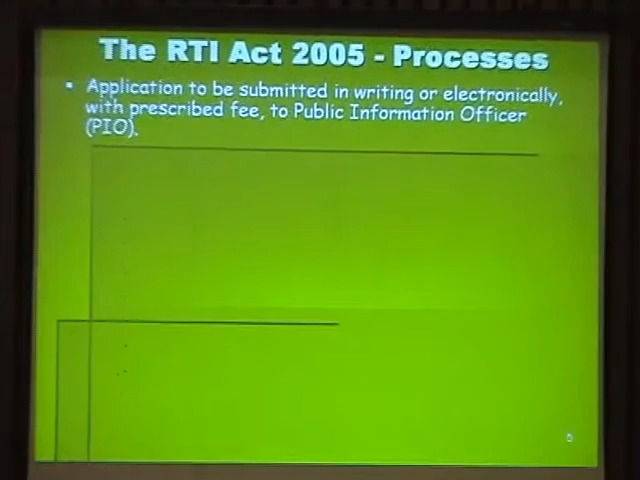 The RTI Act 2005 - Processes
Application to be submitted in writing or electronically,
with prescribed fee, to Public Information Officer
(PIO).